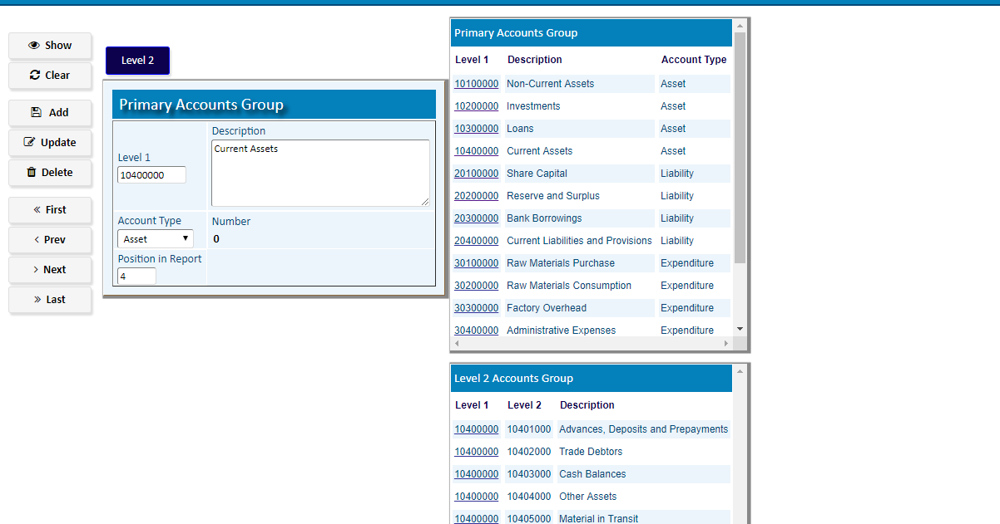 Show
Clear
Add
Update
Delete
First
Prev
Next
Last
Level 2
Primary Accounts Group
Level 1
10400000
Description
Current Assets
Account Type
Asset
Number
0
Position in Report
4
Primary Accounts Group
Level 1 Description Account Type
10100000 Non-Current Assets Asset
10200000 Investments Asset
10300000 Loans Asset
10400000 Current Assets Asset
20100000 Share Capital Liability
20200000 Reserve and Surplus Liability
20300000 Bank Borrowings Liability
20400000 Current Liabilities and Provisions Liability
30100000 Raw Materials Purchase Expenditure
30200000 Raw Materials Consumption Expenditure
30300000 Factory Overhead Expenditure
30400000 Administrative Expenses Expenditure
Level 2 Accounts Group
Level 1 Level 2 Description
10400000 10401000 Advances, Deposits and Prepayments
10400000 10402000 Trade Debtors
10400000 10403000 Cash Balances
10400000 10404000 Other Assets
10400000 10405000 Material in Transit